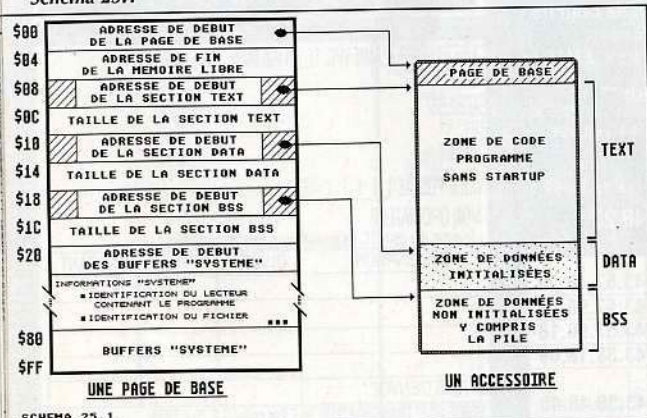 Schéma 25.1
$00 ADRESSE DE DEBUT
DE LA PAGE DE BASE
$04 ADRESSE DE FIN
DE LA MEMOIRE LIBRE
$08 ADRESSE DE DEBUT
DE LA SECTION TEXT
$0C TAILLE DE LA SECTION TEXT
$10 ADRESSE DE DEBUT
DE LA SECTION DATA
$14 TAILLE DE LA SECTION DATA
$18 ADRESSE DE DEBUT
DE LA SECTION BSS
$1C TAILLE DE LA SECTION BSS
$20 ADRESSE DE DEBUT
DES BUFFERS "SYSTEME"
INFORMATIONS "SYSTEME"
■ IDENTIFICATION DU LECTEUR
CONTENANT LE PROGRAMME
■ IDENTIFICATION DU FICHIER ...
$80
BUFFERS "SYSTEME"
$FF
UNE PAGE DE BASE
PAGE DE BASE
ZONE DE CODE
PROGRAMME
SANS STARTUP
TEXT
ZONE DE DONNÉES
INITIALISÉES
DATA
ZONE DE DONNÉES
NON INITIALISÉES
Y COMPRIS
LA PILE
BSS
UN ACCESSOIRE
SCHEMA 25.1